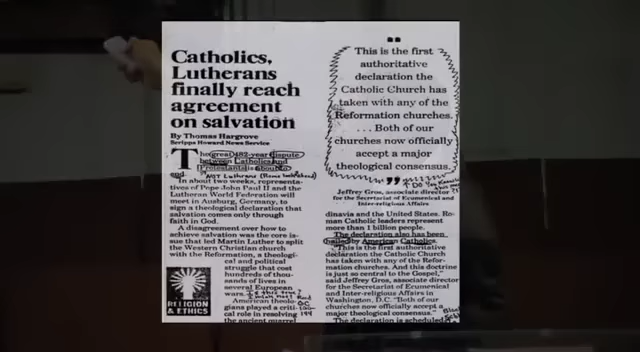 Catholics,
Lutherans
finally reach
agreement
on salvation
By Thomas Hargrove
Scripps Howard News Service
The great 482-year dispute
between Catholics and
Protestants is about to
end.
In about two weeks, representa-
tives of Pope John Paul II and the
Lutheran World Federation will
meet in Ausburg, Germany, to
sign a theological declaration that
salvation comes only through
faith in God.
A disagreement over how to
achieve salvation was the core is-
sue that led Martin Luther to split
the Western Christian church
with the Reformation, a theologi-
cal and political
struggle that cost
hundreds of thou-
sands of lives in
several European
wars.
American theolo-
gians played a criti-
cal role in resolving
the ancient quarrel
RELIGION
& ETHICS
"
This is the first
authoritative
declaration the
Catholic Church has
taken with any of the
Reformation churches.
. . . Both of our
churches now officially
accept a major
theological consensus.
"
Jeffrey Gros, associate director
for the Secretariat of Ecumenical and
Inter-religious Affairs
dinavia and the United States. Ro-
man Catholic leaders represent
more than 1 billion people.
The declaration also has been
hailed by American Catholics.
"This is the first authoritative
declaration the Catholic Church
has taken with any of the Refor-
mation churches. And this doctrine
is just so central to the Gospel,"
said Jeffrey Gros, associate director
for the Secretariat of Ecumenical
and Inter-religious Affairs in
Washington, D.C. "Both of our
churches now officially accept a
major theological consensus."
The declaration is scheduled